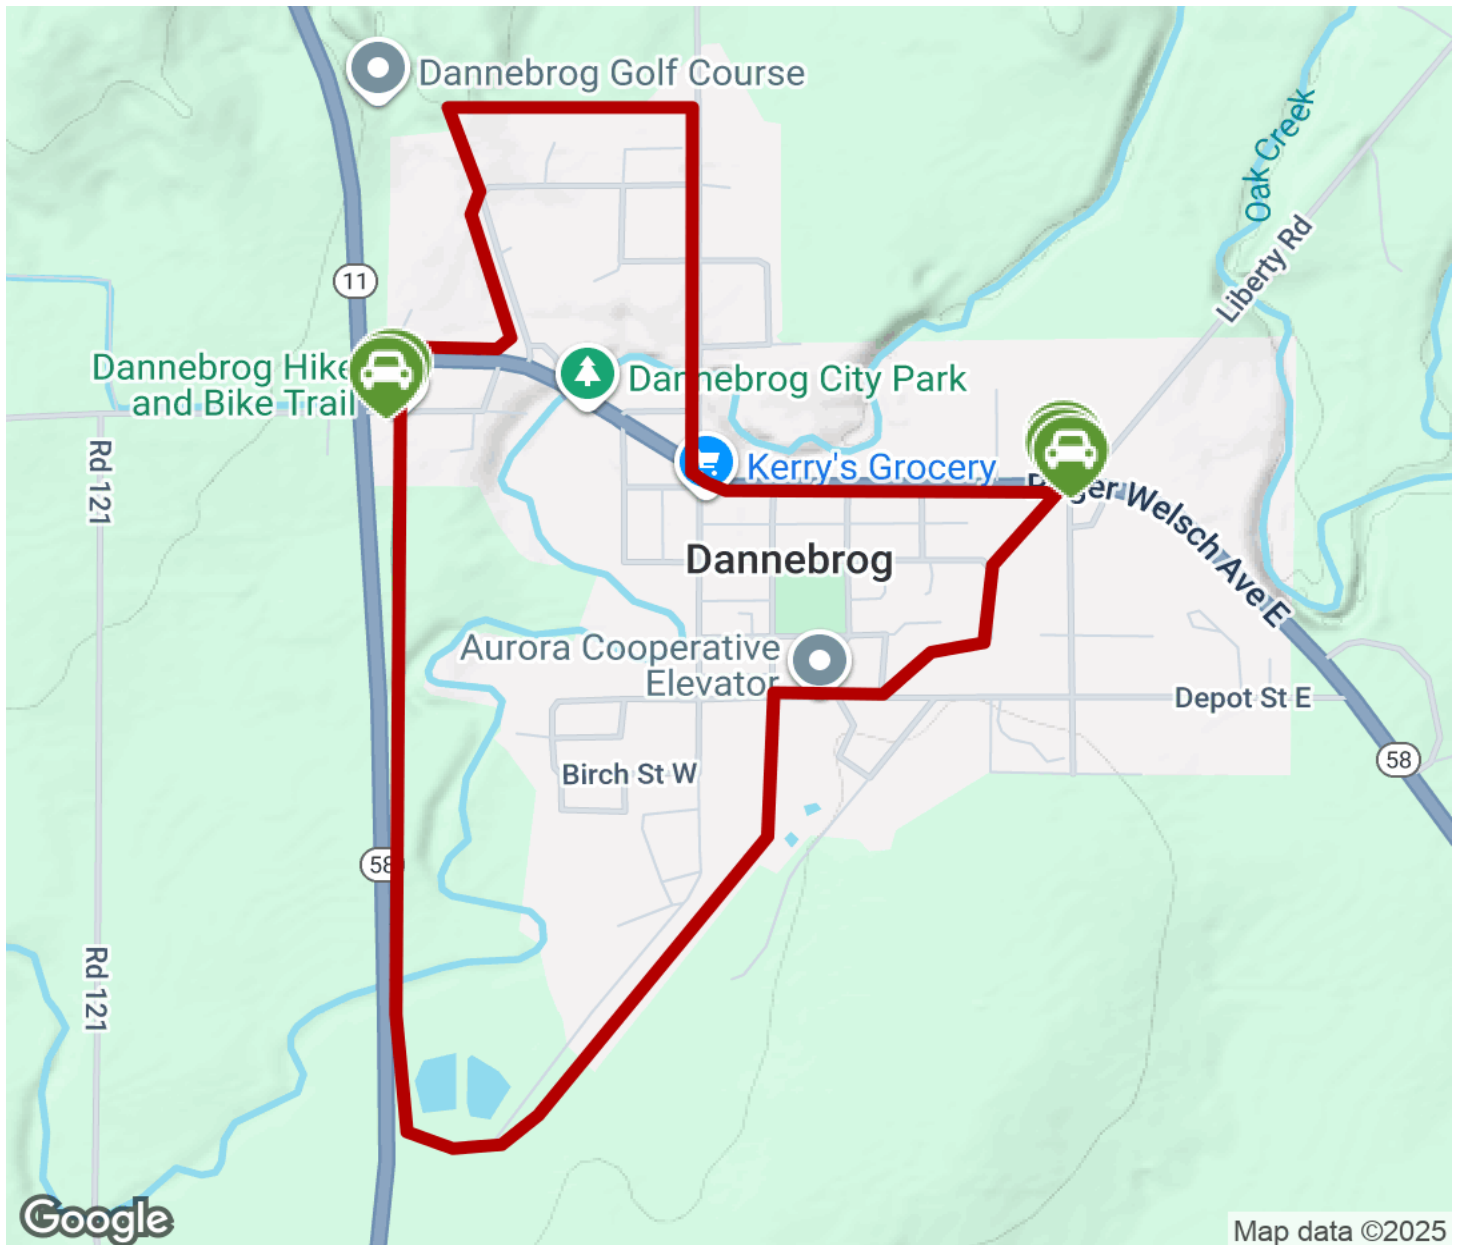 Dannebrog Golf Course
Oak Creek
Liberty Rd
11
Dannebrog Hike
and Bike Trail
Dannebrog City Park
Rd 121
Kerry's Grocery
Roger Welsch Ave E
Dannebrog
Aurora Cooperative
Elevator
Depot St E
Birch St W
58
58
Rd 121
Google
Map data ©2025